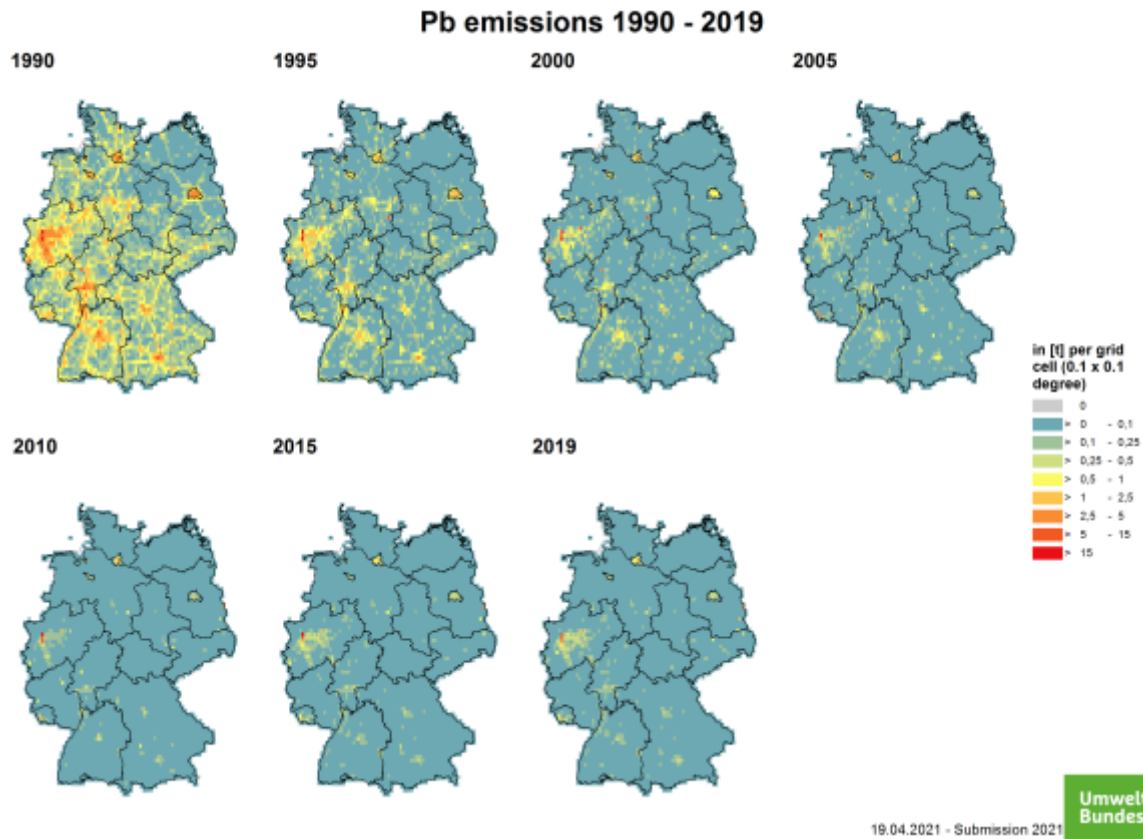 Pb emissions 1990 - 2019
1990
1995
2000
2005
2010
2015
2019
in [t] per grid
cell (0.1 x 0.1
degree)
0
> 0 - 0,1
> 0,1 - 0,25
> 0,25 - 0,5
> 0,5 - 1
> 1 - 2,5
> 2,5 - 5
> 5 - 15
> 15
19.04.2021 - Submission 2021
Umwelt
Bundes